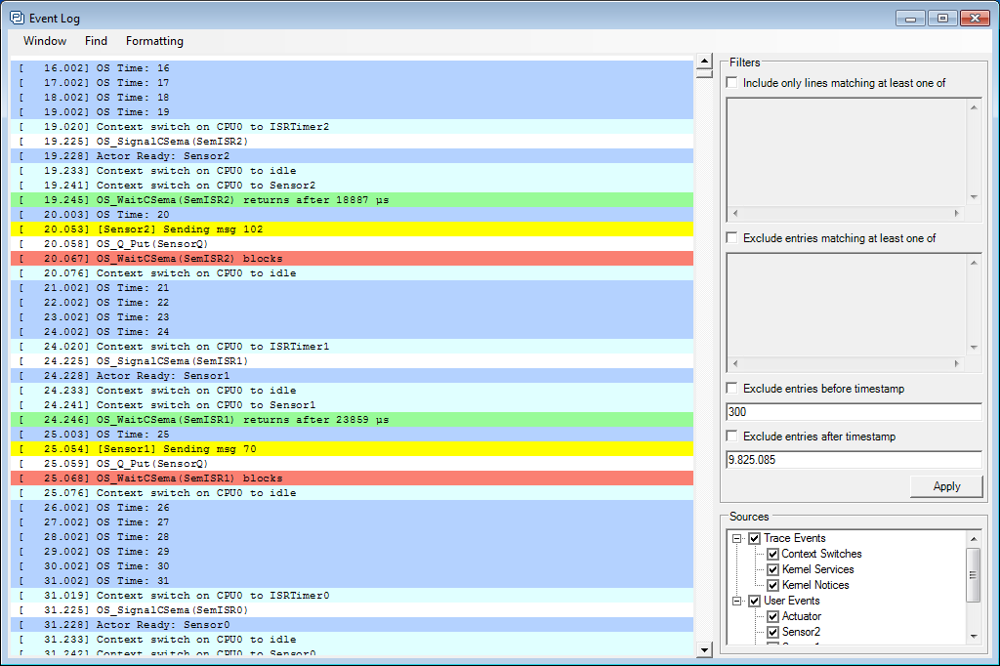 Event Log
Window Find Formatting
[ 16.002] OS Time: 16
[ 17.002] OS Time: 17
[ 18.002] OS Time: 18
[ 19.002] OS Time: 19
[ 19.020] Context switch on CPU0 to ISRTimer2
[ 19.225] OS_SignalCSema(SemISR2)
[ 19.228] Actor Ready: Sensor2
[ 19.233] Context switch on CPU0 to idle
[ 19.241] Context switch on CPU0 to Sensor2
[ 19.245] OS_WaitCSema(SemISR2) returns after 18887 µs
[ 20.003] OS Time: 20
[ 20.053] [Sensor2] Sending msg 102
[ 20.058] OS_Q_Put(SensorQ)
[ 20.067] OS_WaitCSema(SemISR2) blocks
[ 20.076] Context switch on CPU0 to idle
[ 21.002] OS Time: 21
[ 22.002] OS Time: 22
[ 23.002] OS Time: 23
[ 24.002] OS Time: 24
[ 24.020] Context switch on CPU0 to ISRTimer1
[ 24.225] OS_SignalCSema(SemISR1)
[ 24.228] Actor Ready: Sensor1
[ 24.233] Context switch on CPU0 to idle
[ 24.241] Context switch on CPU0 to Sensor1
[ 24.246] OS_WaitCSema(SemISR1) returns after 23859 µs
[ 25.003] OS Time: 25
[ 25.054] [Sensor1] Sending msg 70
[ 25.059] OS_Q_Put(SensorQ)
[ 25.068] OS_WaitCSema(SemISR1) blocks
[ 25.076] Context switch on CPU0 to idle
[ 26.002] OS Time: 26
[ 27.002] OS Time: 27
[ 28.002] OS Time: 28
[ 29.002] OS Time: 29
[ 30.002] OS Time: 30
[ 31.002] OS Time: 31
[ 31.019] Context switch on CPU0 to ISRTimer0
[ 31.225] OS_SignalCSema(SemISR0)
[ 31.228] Actor Ready: Sensor0
[ 31.233] Context switch on CPU0 to idle
[ 31.242] Context switch on CPU0 to Sensor0
Filters
Include only lines matching at least one of
Exclude entries matching at least one of
Exclude entries before timestamp
300
Exclude entries after timestamp
9.825.085
Apply
Sources
Trace Events
Context Switches
Kernel Services
Kernel Notices
User Events
Actuator
Sensor2